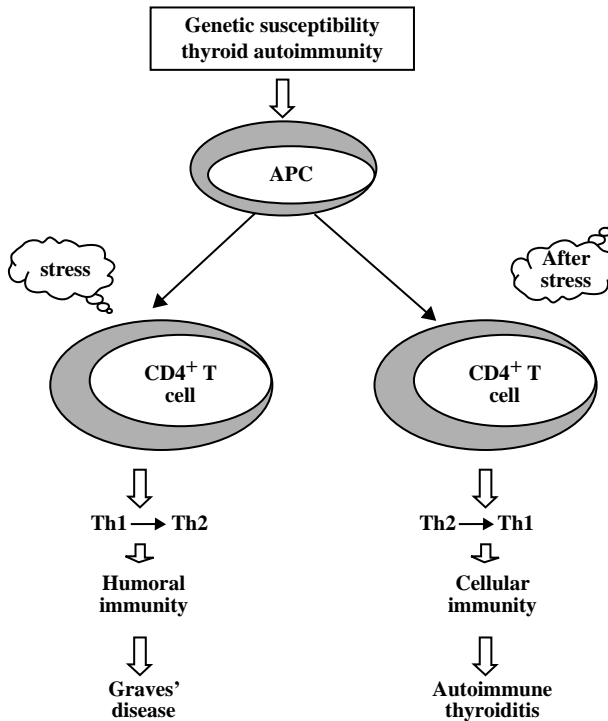 Genetic susceptibility
thyroid autoimmunity
APC
stress
After
stress
CD4+ T
cell
CD4+ T
cell
Th1 → Th2
Th2 → Th1
Humoral
immunity
Cellular
immunity
Graves’
disease
Autoimmune
thyroiditis